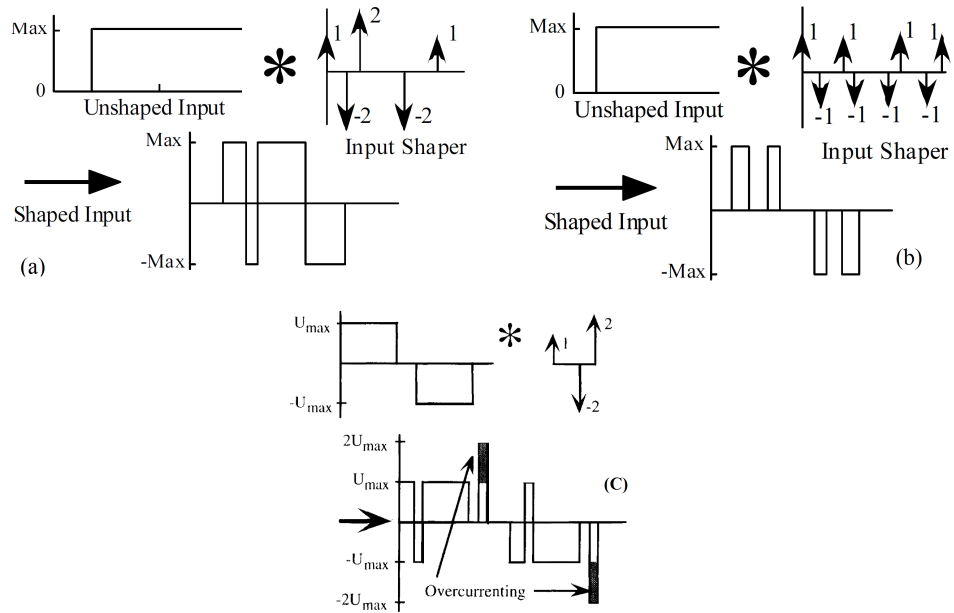 Max
0
Unshaped Input
*
1
2
1
-2
-2
Input Shaper
Shaped Input
Max
-Max
(a)
Max
0
Unshaped Input
*
1
1
1
1
-1
-1
-1
-1
Input Shaper
Shaped Input
Max
-Max
(b)
Umax
-Umax
*
1
2
-2
2Umax
Umax
-Umax
-2Umax
Overcurrenting
(C)